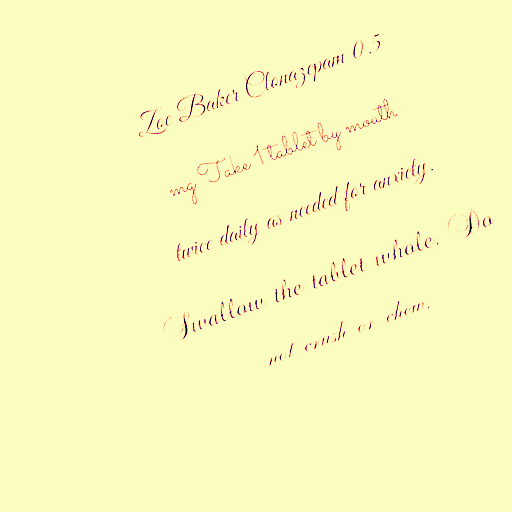 Zoe Baker Clonazepam 0.5
mg Take 1 tablet by mouth
twice daily as needed for anxiety.
Swallow the tablet whole. Do
not crush or chew.